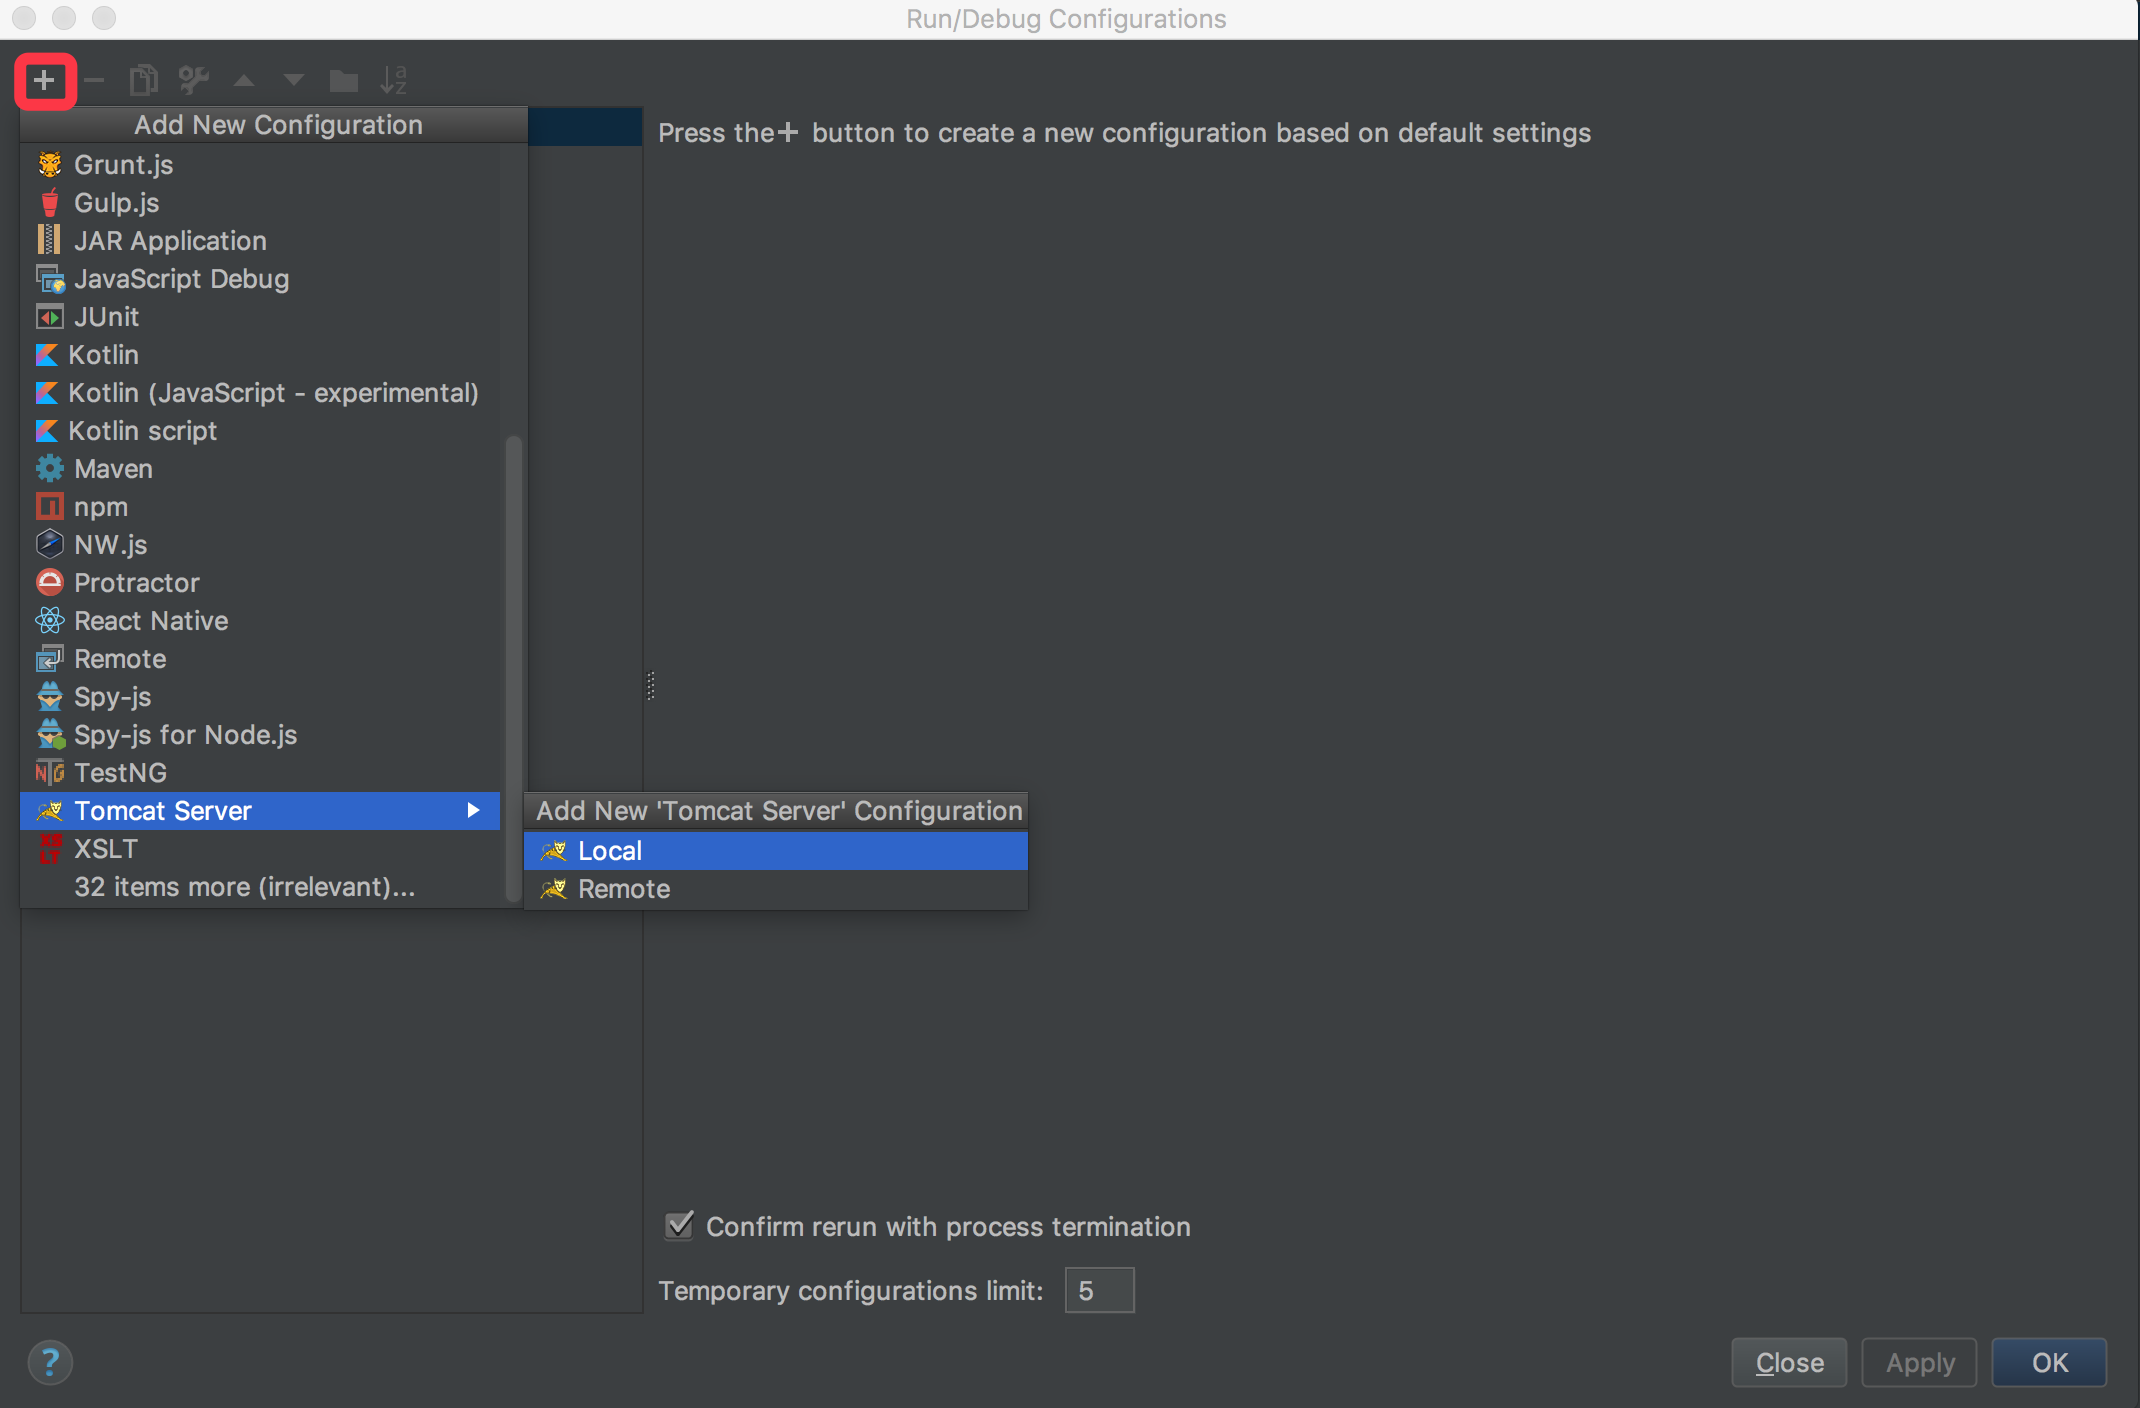 Run/Debug Configurations
Add New Configuration
Press the + button to create a new configuration based on default settings
Grunt.js
Gulp.js
JAR Application
JavaScript Debug
JUnit
Kotlin
Kotlin (JavaScript - experimental)
Kotlin script
Maven
npm
NW.js
Protractor
React Native
Remote
Spy-js
Spy-js for Node.js
TestNG
Tomcat Server
XSLT
32 items more (irrelevant)...
Add New 'Tomcat Server' Configuration
Local
Remote
Confirm rerun with process termination
Temporary configurations limit: 5
? Close Apply OK